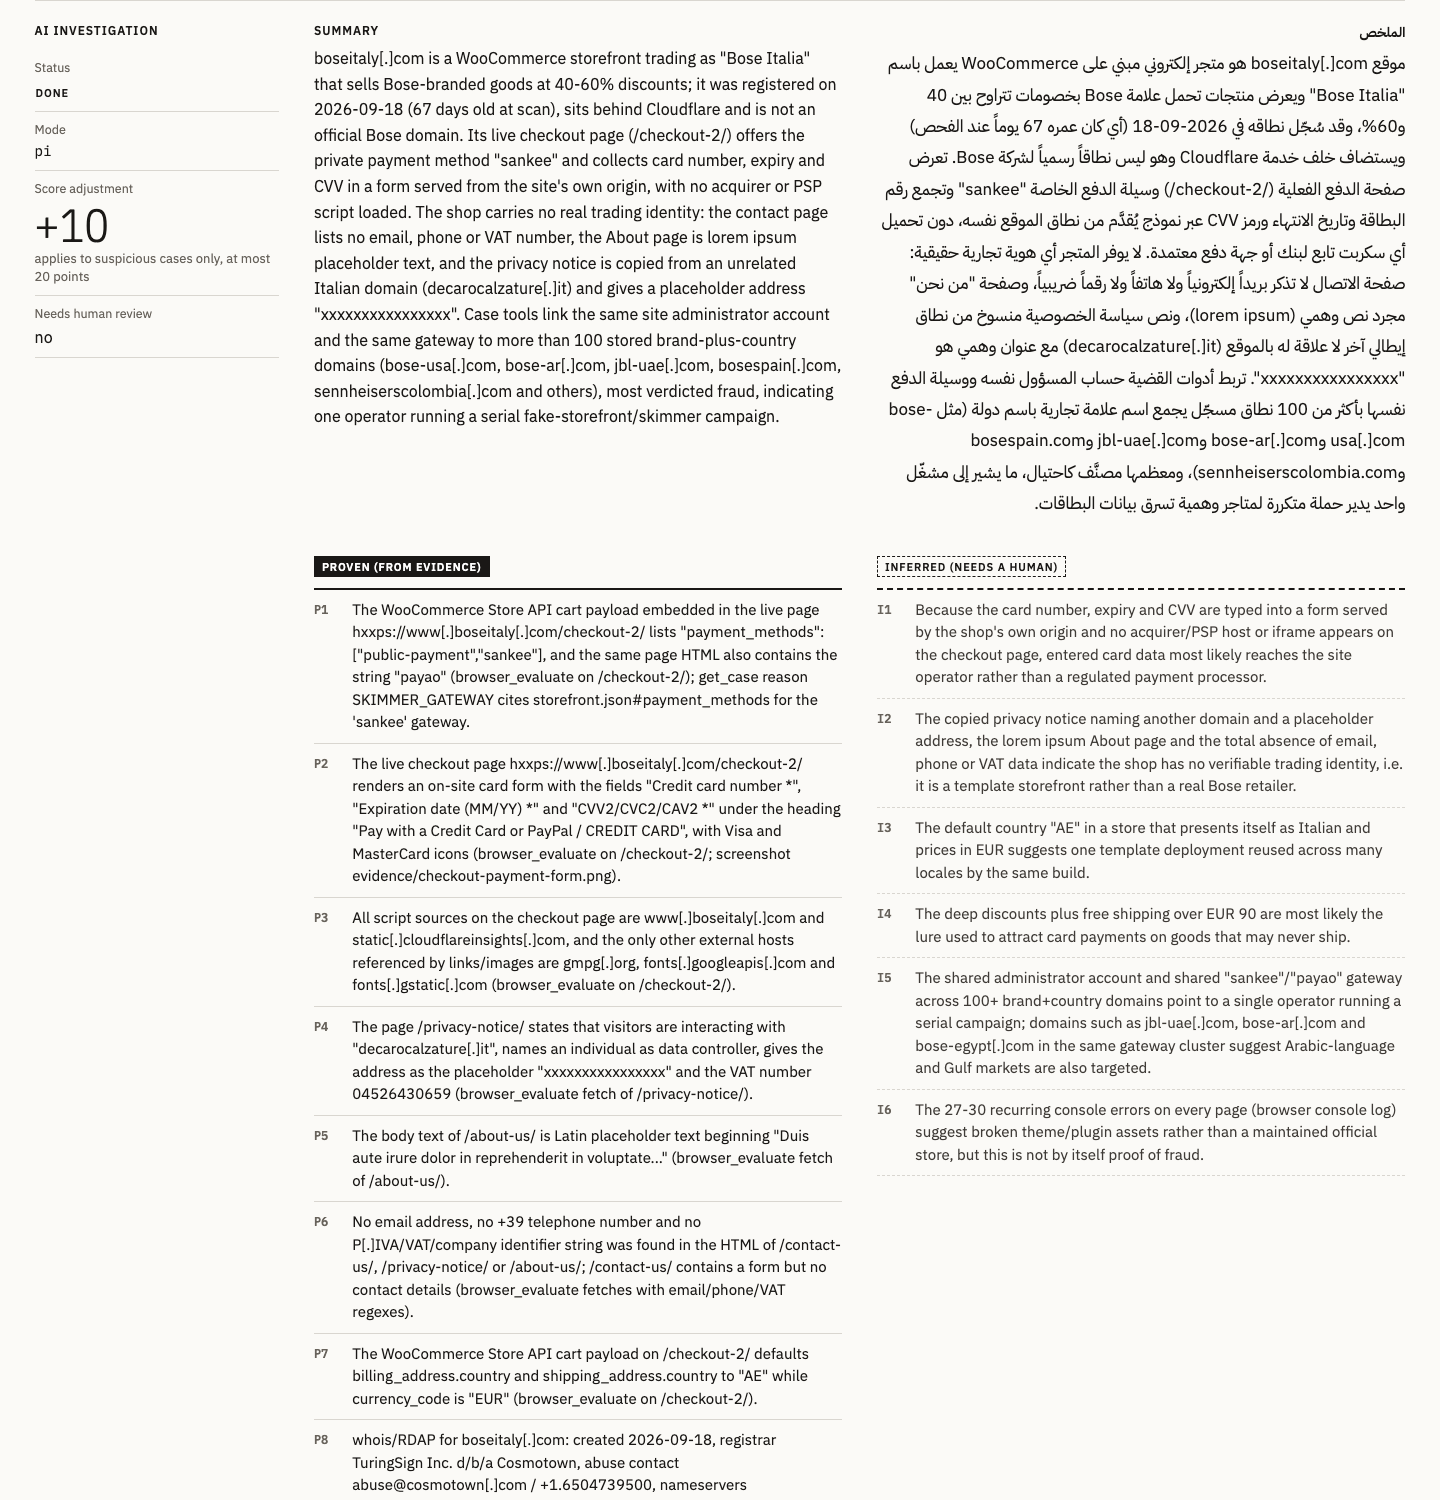 AI INVESTIGATION
Status
DONE
Mode
pi
Score adjustment
+10
applies to suspicious cases only, at most
20 points
Needs human review
no
SUMMARY
boseitaly[.]com is a WooCommerce storefront trading as "Bose Italia"
that sells Bose-branded goods at 40-60% discounts; it was registered on
2026-09-18 (67 days old at scan), sits behind Cloudflare and is not an
official Bose domain. Its live checkout page (/checkout-2/) offers the
private payment method "sankee" and collects card number, expiry and
CVV in a form served from the site's own origin, with no acquirer or PSP
script loaded. The shop carries no real trading identity: the contact page
lists no email, phone or VAT number, the About page is lorem ipsum
placeholder text, and the privacy notice is copied from an unrelated
Italian domain (decarocalzature[.]it) and gives a placeholder address
"xxxxxxxxxxxxxxxx". Case tools link the same site administrator account
and the same gateway to more than 100 stored brand-plus-country
domains (bose-usa[.]com, bose-ar[.]com, jbl-uae[.]com, bosespain[.]com,
sennheiserscolombia[.]com and others), most verdicted fraud, indicating
one operator running a serial fake-storefront/skimmer campaign.
الملخص
موقع boseitaly[.]com هو متجر إلكتروني مبني على WooCommerce يعمل باسم
"Bose Italia" ويعرض منتجات تحمل علامة Bose بخصومات تتراوح بين 40
و60%، وقد سُجّل نطاقه في 2026-09-18 (أي كان عمره 67 يوماً عند الفحص)
ويستضاف خلف خدمة Cloudflare وهو ليس نطاقاً رسمياً لشركة Bose. تعرض
صفحة الدفع الفعلية (/checkout-2/) وسيلة الدفع الخاصة "sankee" وتجمع رقم
البطاقة وتاريخ الانتهاء ورمز CVV عبر نموذج يُقدَّم من نطاق الموقع نفسه، دون تحميل
أي سكربت تابع لبنك أو جهة دفع معتمدة. لا يوفر المتجر أي هوية تجارية حقيقية:
صفحة الاتصال لا تذكر بريداً إلكترونياً ولا هاتفاً ولا رقماً ضريبياً، وصفحة "من نحن"
مجرد نص وهمي (lorem ipsum)، ونص سياسة الخصوصية منسوخ من نطاق
إيطالي آخر لا علاقة له بالموقع (decarocalzature[.]it) مع عنوان وهمي هو
"xxxxxxxxxxxxxxxx". تربط أدوات القضية حساب المسؤول نفسه ووسيلة الدفع
نفسها بأكثر من 100 نطاق مسجّل يجمع اسم علامة تجارية باسم دولة (مثل bose-
usa[.]com وbose-ar[.]com وjbl-uae[.]com وbosespain.com
وsennheiserscolombia.com)، ومعظمها مصنَّف كاحتيال، ما يشير إلى مشغّل
واحد يدير حملة متكررة لمتاجر وهمية تسرق بيانات البطاقات.
PROVEN (FROM EVIDENCE)
P1 The WooCommerce Store API cart payload embedded in the live page
hxxps://www[.]boseitaly[.]com/checkout-2/ lists "payment_methods":
["public-payment","sankee"], and the same page HTML also contains the
string "payao" (browser_evaluate on /checkout-2/); get_case reason
SKIMMER_GATEWAY cites storefront.json#payment_methods for the
'sankee' gateway.
P2 The live checkout page hxxps://www[.]boseitaly[.]com/checkout-2/
renders an on-site card form with the fields "Credit card number *",
"Expiration date (MM/YY) *" and "CVV2/CVC2/CAV2 *" under the heading
"Pay with a Credit Card or PayPal / CREDIT CARD", with Visa and
MasterCard icons (browser_evaluate on /checkout-2/; screenshot
evidence/checkout-payment-form.png).
P3 All script sources on the checkout page are www[.]boseitaly[.]com and
static[.]cloudflareinsights[.]com, and the only other external hosts
referenced by links/images are gmpg[.]org, fonts[.]googleapis[.]com and
fonts[.]gstatic[.]com (browser_evaluate on /checkout-2/).
P4 The page /privacy-notice/ states that visitors are interacting with
"decarocalzature[.]it", names an individual as data controller, gives the
address as the placeholder "xxxxxxxxxxxxxxxx" and the VAT number
04526430659 (browser_evaluate fetch of /privacy-notice/).
P5 The body text of /about-us/ is Latin placeholder text beginning "Duis
aute irure dolor in reprehenderit in voluptate..." (browser_evaluate fetch
of /about-us/).
P6 No email address, no +39 telephone number and no
P[.]IVA/VAT/company identifier string was found in the HTML of /contact-
us/, /privacy-notice/ or /about-us/; /contact-us/ contains a form but no
contact details (browser_evaluate fetches with email/phone/VAT
regexes).
P7 The WooCommerce Store API cart payload on /checkout-2/ defaults
billing_address.country and shipping_address.country to "AE" while
currency_code is "EUR" (browser_evaluate on /checkout-2/).
P8 whois/RDAP for boseitaly[.]com: created 2026-09-18, registrar
TuringSign Inc. d/b/a Cosmotown, abuse contact
abuse@cosmotown[.]com / +1.6504739500, nameservers
INFERRED (NEEDS A HUMAN)
I1 Because the card number, expiry and CVV are typed into a form served
by the shop's own origin and no acquirer/PSP host or iframe appears on
the checkout page, entered card data most likely reaches the site
operator rather than a regulated payment processor.
I2 The copied privacy notice naming another domain and a placeholder
address, the lorem ipsum About page and the total absence of email,
phone or VAT data indicate the shop has no verifiable trading identity, i.e.
it is a template storefront rather than a real Bose retailer.
I3 The default country "AE" in a store that presents itself as Italian and
prices in EUR suggests one template deployment reused across many
locales by the same build.
I4 The deep discounts plus free shipping over EUR 90 are most likely the
lure used to attract card payments on goods that may never ship.
I5 The shared administrator account and shared "sankee"/"payao" gateway
across 100+ brand+country domains point to a single operator running a
serial campaign; domains such as jbl-uae[.]com, bose-ar[.]com and
bose-egypt[.]com in the same gateway cluster suggest Arabic-language
and Gulf markets are also targeted.
I6 The 27-30 recurring console errors on every page (browser console log)
suggest broken theme/plugin assets rather than a maintained official
store, but this is not by itself proof of fraud.